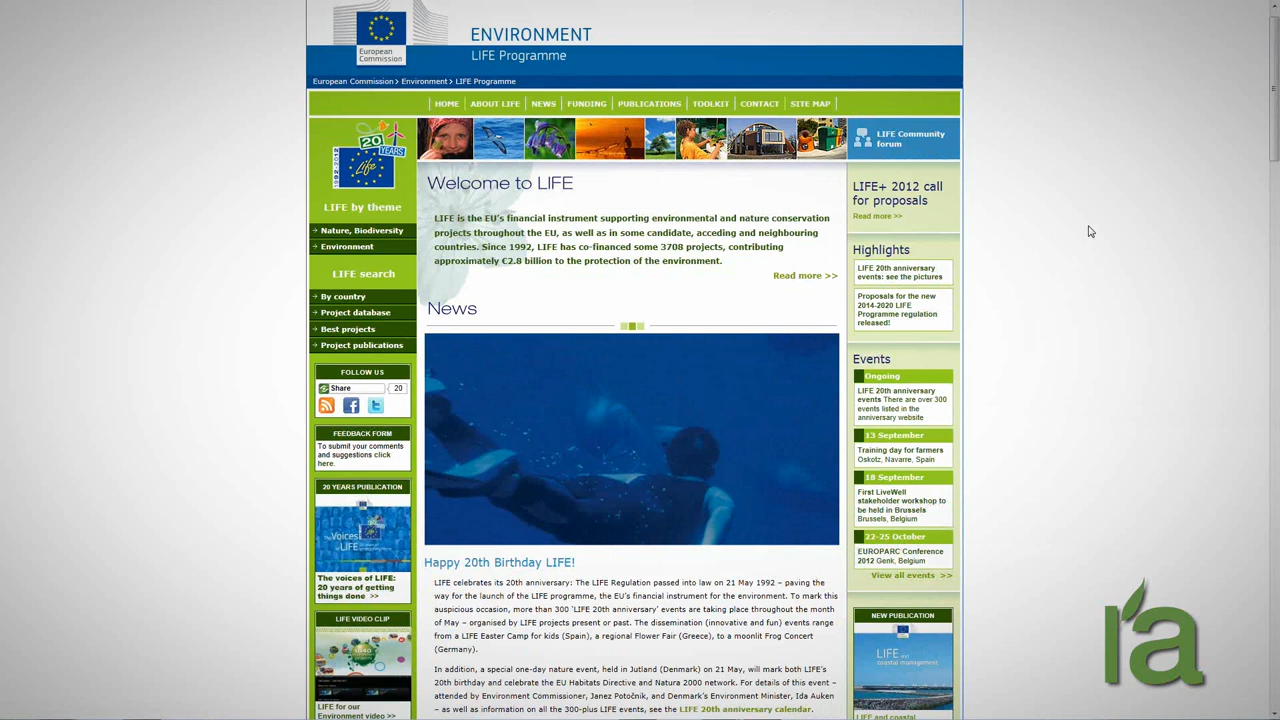 European
Commission
ENVIRONMENT
LIFE Programme
European Commission > Environment > LIFE Programme
HOME
ABOUT LIFE
NEWS
FUNDING
PUBLICATIONS
TOOLKIT
CONTACT
SITE MAP
20
YEARS
1992-2012
Life
LIFE by theme
Nature, Biodiversity
Environment
LIFE search
By country
Project database
Best projects
Project publications
FOLLOW US
Share
20
FEEDBACK FORM
To submit your comments
and suggestions click
here.
20 YEARS PUBLICATION
The Voices of
LIFE
The voices of LIFE:
20 years of getting
things done >>
LIFE VIDEO CLIP
LIFE for our
Environment video >>
Welcome to LIFE
LIFE is the EU's financial instrument supporting environmental and nature conservation
projects throughout the EU, as well as in some candidate, acceding and neighbouring
countries. Since 1992, LIFE has co-financed some 3708 projects, contributing
approximately €2.8 billion to the protection of the environment.
Read more >>
News
Happy 20th Birthday LIFE!
LIFE celebrates its 20th anniversary: The LIFE Regulation passed into law on 21 May 1992 – paving the
way for the launch of the LIFE programme, the EU's financial instrument for the environment. To mark this
auspicious occasion, more than 300 'LIFE 20th anniversary' events are taking place throughout the month
of May – organised by LIFE projects present or past. The dissemination (innovative and fun) events range
from a LIFE Easter Camp for kids (Spain), a regional Flower Fair (Greece), to a moonlit Frog Concert
(Germany).
In addition, a special one-day nature event, held in Jutland (Denmark) on 21 May, will mark both LIFE's
20th birthday and celebrate the EU Habitats Directive and Natura 2000 network. For details of this event –
attended by Environment Commissioner, Janez Potočnik, and Denmark's Environment Minister, Ida Auken
– as well as information on all the 300-plus LIFE events, see the LIFE 20th anniversary calendar.
LIFE Community
forum
LIFE+ 2012 call
for proposals
Read more >>
Highlights
LIFE 20th anniversary
events: see the pictures
Proposals for the new
2014-2020 LIFE
Programme regulation
released!
Events
Ongoing
LIFE 20th anniversary
events There are over 300
events listed in the
anniversary website
13 September
Training day for farmers
Oskotz, Navarre, Spain
18 September
First LiveWell
stakeholder workshop to
be held in Brussels
Brussels, Belgium
22-25 October
EUROPARC Conference
2012 Genk, Belgium
View all events >>
NEW PUBLICATION
LIFE and
coastal management
LIFE and coastal